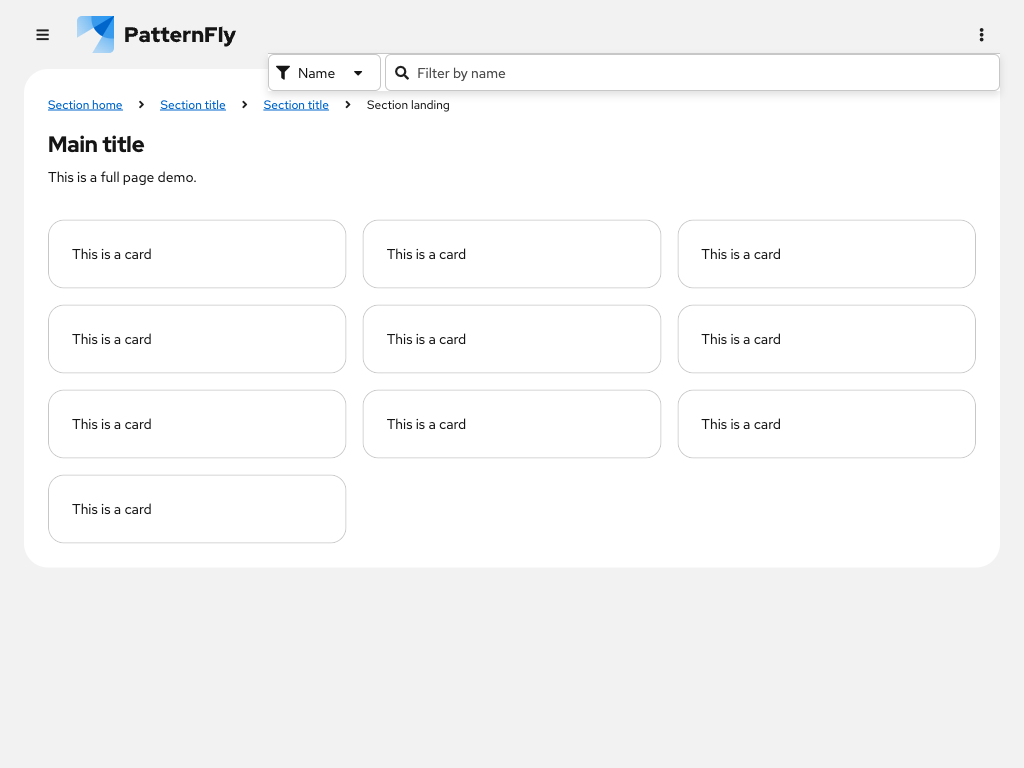 PatternFly
Name
Filter by name
Section home Section title Section title Section landing
Main title
This is a full page demo.
This is a card This is a card This is a card
This is a card This is a card This is a card
This is a card This is a card This is a card
This is a card